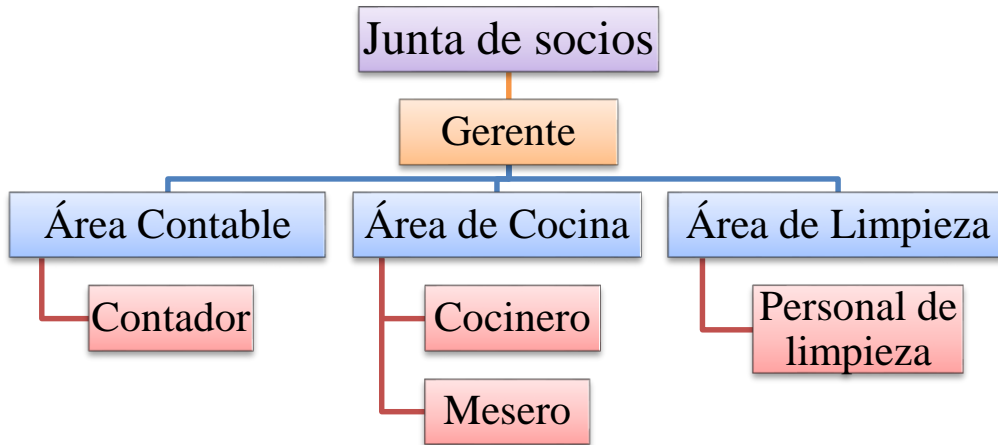 Junta de socios
Gerente
Área Contable
Área de Cocina
Área de Limpieza
Contador
Cocinero
Mesero
Personal de
limpieza